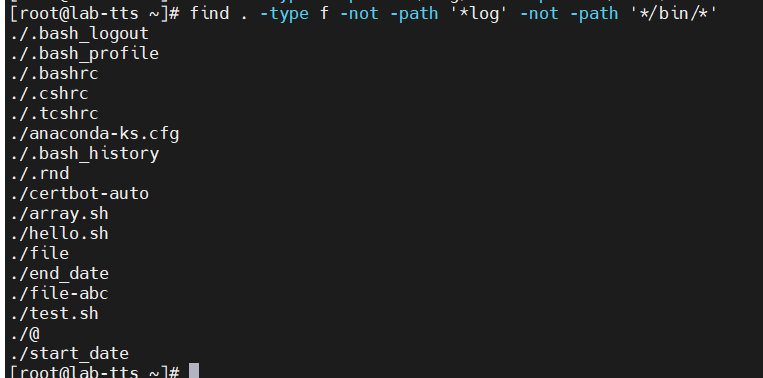 [root@lab-tts ~]# find . -type f -not -path '*log' -not -path '*/bin/*'
./.bash_logout
./.bash_profile
./.bashrc
./.cshrc
./.tcshrc
./anaconda-ks.cfg
./.bash_history
./.rnd
./certbot-auto
./array.sh
./hello.sh
./file
./end_date
./file-abc
./test.sh
./@
./start_date
[root@lab-tts ~]#